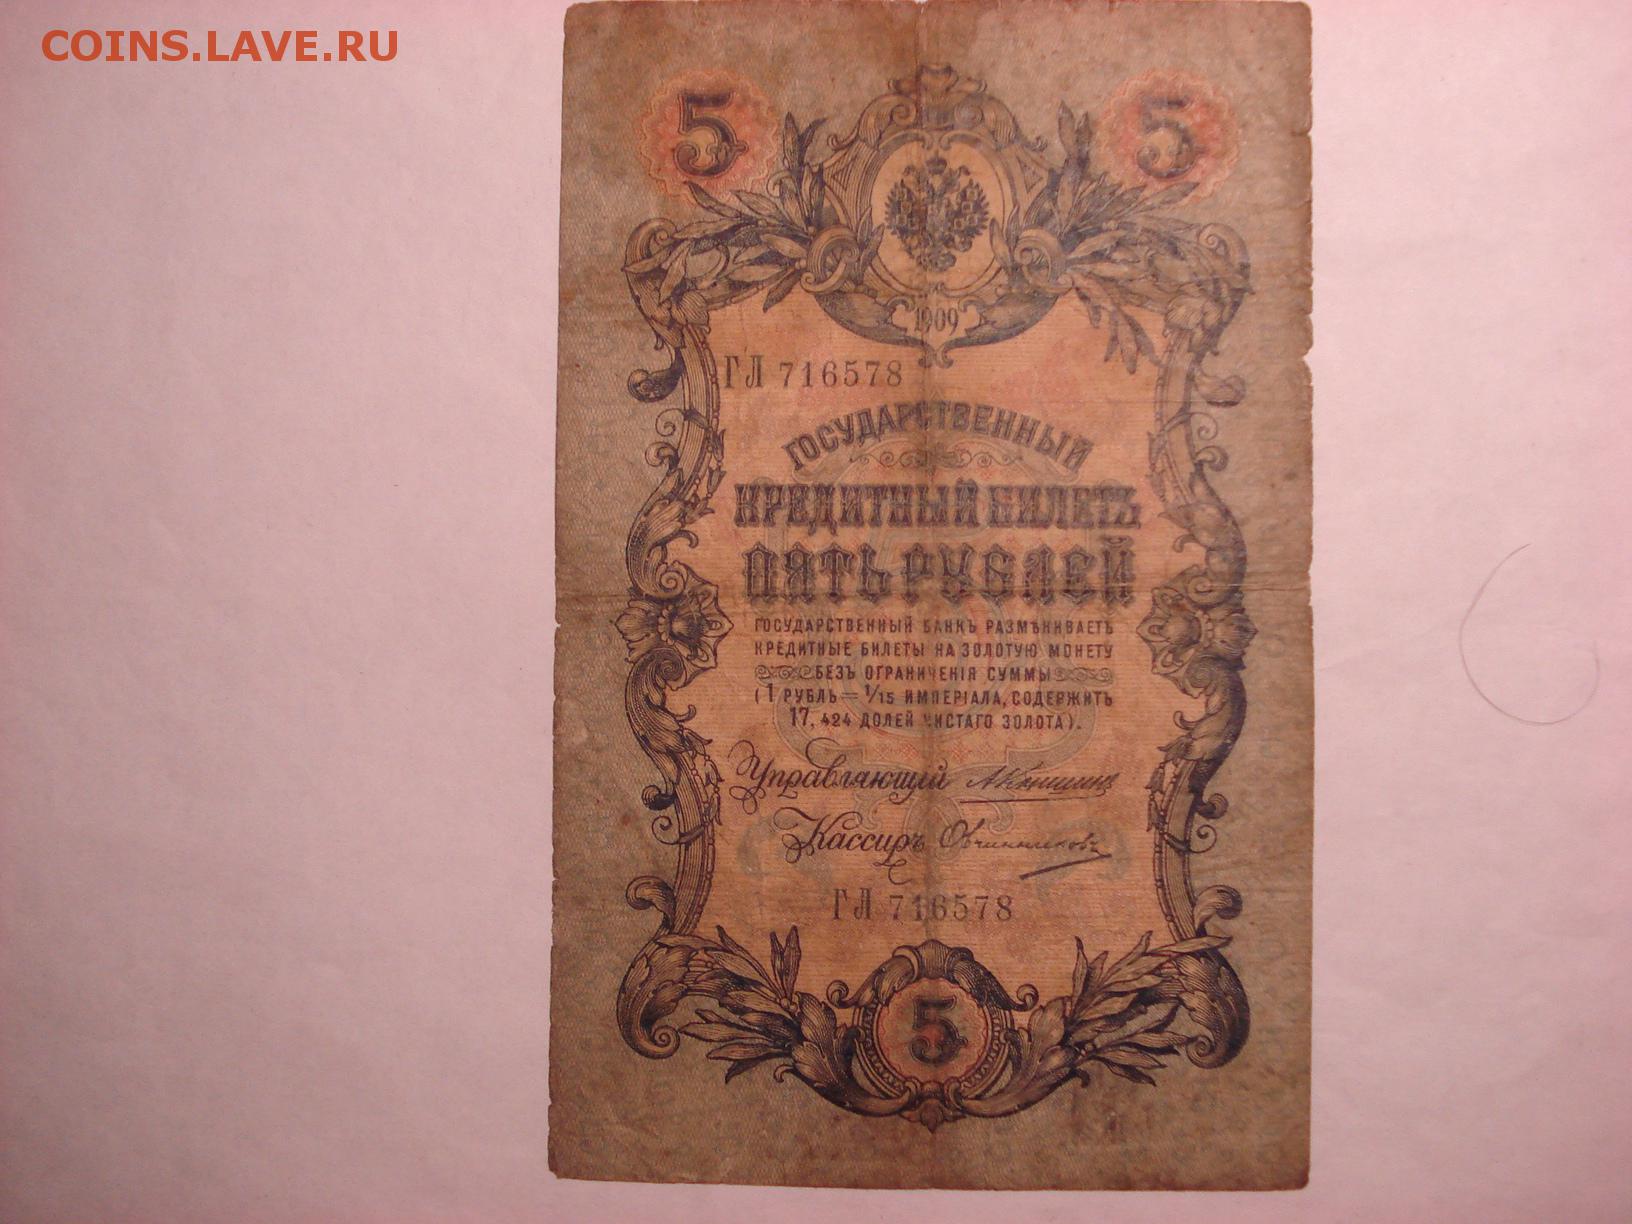 COINS.LAVE.RU
5 5
1909
ГЛ 716578
ГОСУДАРСТВЕННЫЙ
КРЕДИТНЫЙ БИЛЕТЪ
ПЯТЬ РУБЛЕЙ
ГОСУДАРСТВЕННЫЙ БАНКЪ РАЗМѢНИВАЕТЪ
КРЕДИТНЫЕ БИЛЕТЫ НА ЗОЛОТУЮ МОНЕТУ
БЕЗЪ ОГРАНИЧЕНІЯ СУММЫ
(1 РУБЛЬ = 1/15 ИМПЕРІАЛА, СОДЕРЖИТЪ
17,424 ДОЛЕЙ ЧИСТАГО ЗОЛОТА).
Управляющій АКоншинъ
Кассиръ Овчинниковъ
ГЛ 716578
5